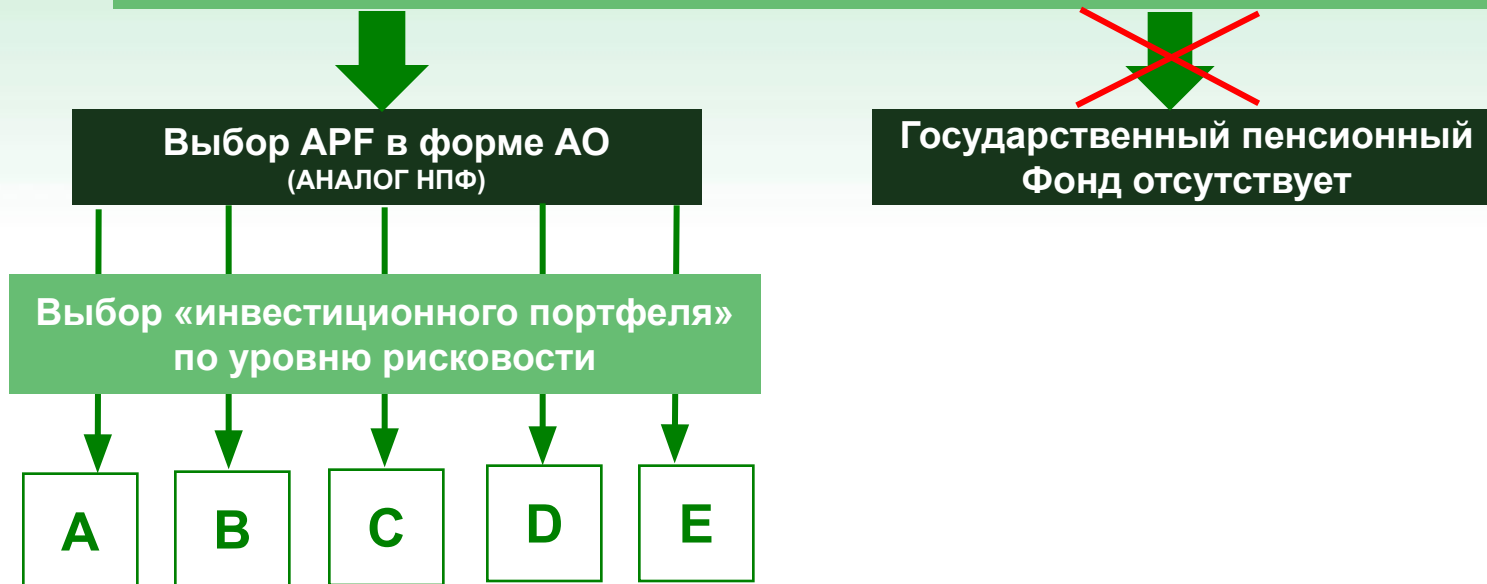 Выбор APF в форме АО
(АНАЛОГ НПФ)
Государственный пенсионный
Фонд отсутствует
Выбор «инвестиционного портфеля»
по уровню рисковости
A
B
C
D
E